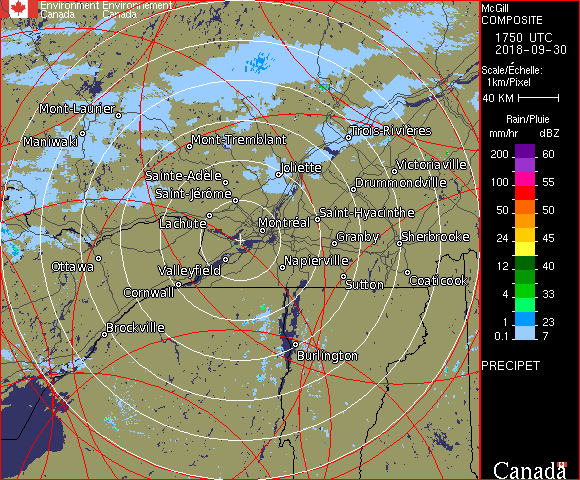 Environment Environnement
Canada Canada
McGill
COMPOSITE
1750 UTC
2018-09-30
Scale/Échelle:
1km/Pixel
40 KM
Rain/Pluie
mm/hr dBZ
200 60
100 55
50 50
24 45
12 40
4 33
1 23
0.1 7
PRECIPET
Canada
Mont-Laurier
Maniwaki
Mont-Tremblant
Trois-Rivières
Sainte-Adèle
Joliette
Victoriaville
Saint-Jérôme
Drummondville
Lachute
Montréal
Saint-Hyacinthe
Granby
Sherbrooke
Ottawa
Valleyfield
Napierville
Cornwall
Sutton
Coaticook
Brockville
Burlington